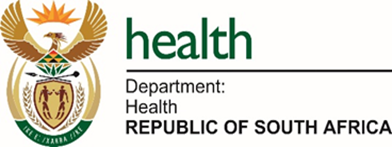 health
Department:
Health
REPUBLIC OF SOUTH AFRICA